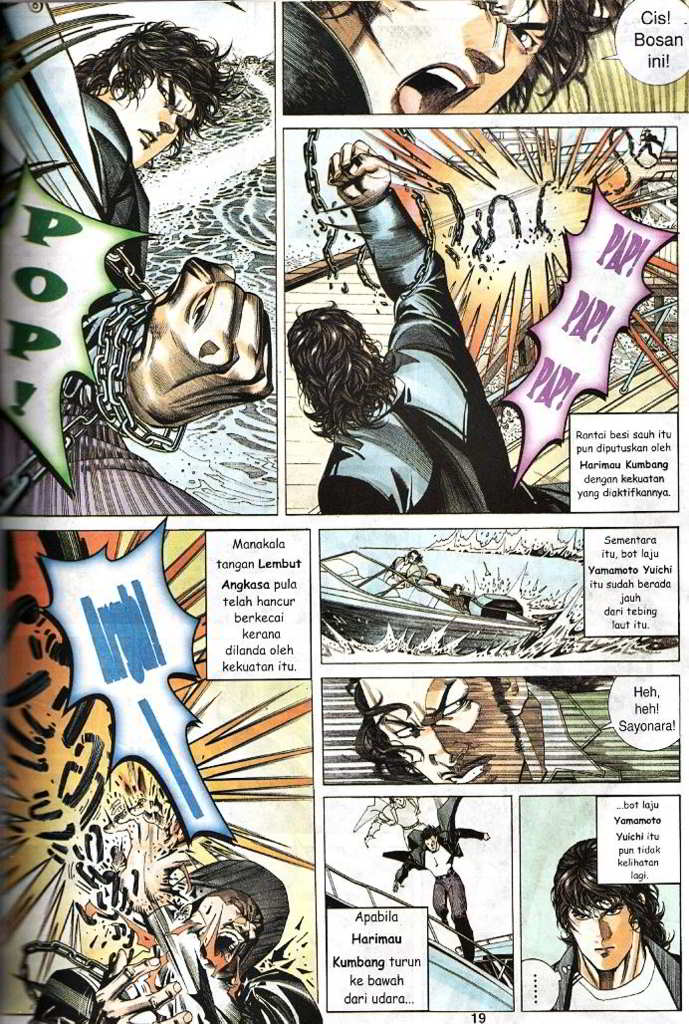 POP!
Cis!
Bosan
ini!
PAP!
PAP!
PAP!
Rantai besi sauh itu
pun diputuskan oleh
Harimau Kumbang
dengan kekuatan
yang diaktifkannya.
Manakala
tangan Lembut
Angkasa pula
telah hancur
berkecai
kerana
dilanda oleh
kekuatan itu.
Sementara
itu, bot laju
Yamamoto Yuichi
itu sudah berada
jauh
dari tebing
laut itu.
Heh,
heh!
Sayonara!
Apabila
Harimau
Kumbang turun
ke bawah
dari udara...
...bot laju
Yamamoto
Yuichi itu
pun tidak
kelihatan
lagi.
......
19